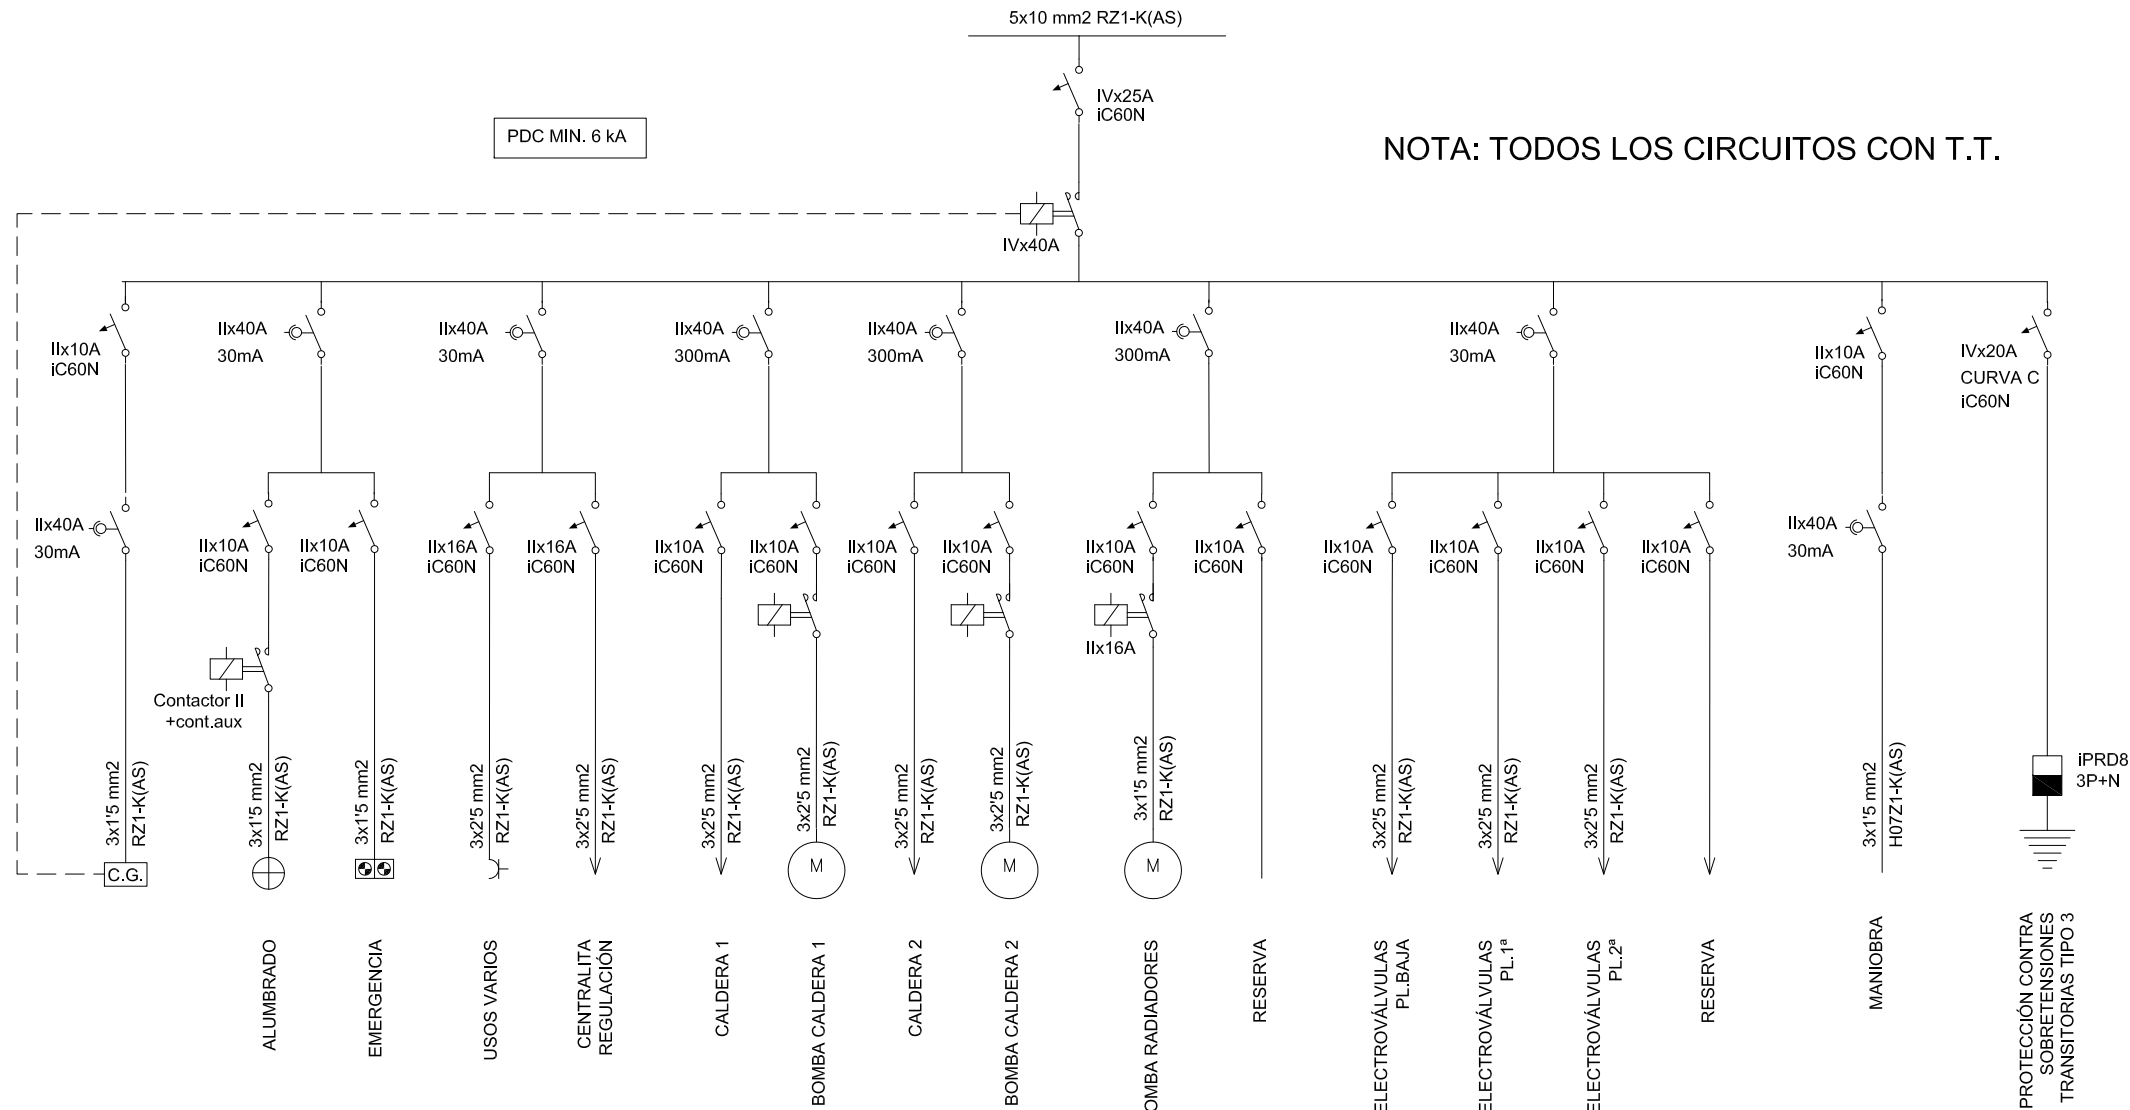 5x10 mm2 RZ1-K(AS)
IVx25A
iC60N
PDC MIN. 6 kA
NOTA: TODOS LOS CIRCUITOS CON T.T.
IVx40A
IIx10A
iC60N
IIx40A
30mA
IIx40A
30mA
IIx40A
300mA
IIx40A
300mA
IIx40A
300mA
IIx40A
30mA
IIx10A
iC60N
IVx20A
CURVA C
iC60N
IIx40A
30mA
IIx10A
iC60N
IIx10A
iC60N
IIx16A
iC60N
IIx16A
iC60N
IIx10A
iC60N
IIx10A
iC60N
IIx10A
iC60N
IIx10A
iC60N
IIx10A
iC60N
IIx10A
iC60N
IIx10A
iC60N
IIx10A
iC60N
IIx10A
iC60N
IIx10A
iC60N
IIx40A
30mA
IIx16A
Contactor II
+cont.aux
3x1'5 mm2
RZ1-K(AS)
3x1'5 mm2
RZ1-K(AS)
3x1'5 mm2
RZ1-K(AS)
3x2'5 mm2
RZ1-K(AS)
3x2'5 mm2
RZ1-K(AS)
3x2'5 mm2
RZ1-K(AS)
3x2'5 mm2
RZ1-K(AS)
3x2'5 mm2
RZ1-K(AS)
3x2'5 mm2
RZ1-K(AS)
3x1'5 mm2
RZ1-K(AS)
3x2'5 mm2
RZ1-K(AS)
3x2'5 mm2
RZ1-K(AS)
3x2'5 mm2
RZ1-K(AS)
3x1'5 mm2
H07Z1-K(AS)
iPRD8
3P+N
C.G.
M
M
M
ALUMBRADO
EMERGENCIA
USOS VARIOS
CENTRALITA
REGULACIÓN
CALDERA 1
BOMBA CALDERA 1
CALDERA 2
BOMBA CALDERA 2
OMBA RADIADORES
RESERVA
ELECTROVÁLVULAS
PL.BAJA
ELECTROVÁLVULAS
PL.1ª
ELECTROVÁLVULAS
PL.2ª
RESERVA
MANIOBRA
PROTECCIÓN CONTRA
SOBRETENSIONES
TRANSITORIAS TIPO 3